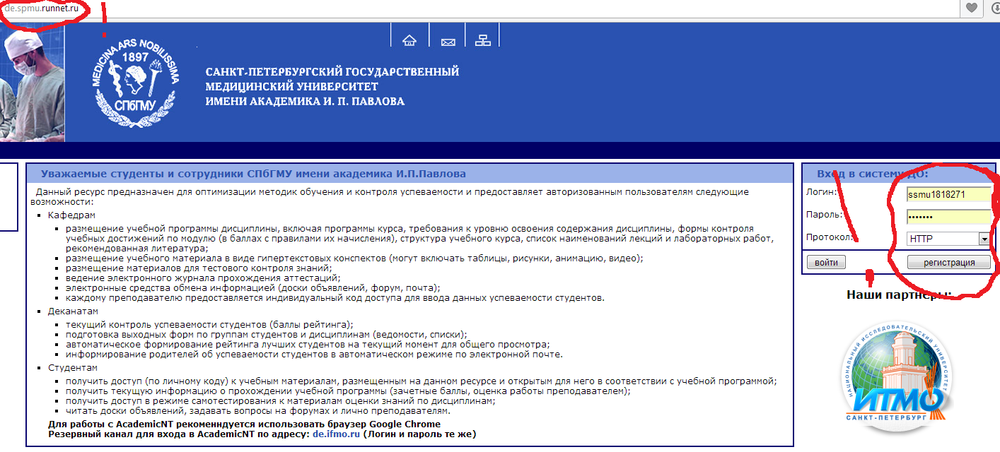 de.spmu.runnet.ru
MEDICINA ARS NOBILISSIMA
1897
СПбГМУ
САНКТ-ПЕТЕРБУРГСКИЙ ГОСУДАРСТВЕННЫЙ
МЕДИЦИНСКИЙ УНИВЕРСИТЕТ
ИМЕНИ АКАДЕМИКА И. П. ПАВЛОВА
Уважаемые студенты и сотрудники СПбГМУ имени академика И.П.Павлова
Данный ресурс предназначен для оптимизации методик обучения и контроля успеваемости и предоставляет авторизованным пользователям следующие
возможности:
Кафедрам
размещение учебной программы дисциплины, включая программы курса, требования к уровню освоения содержания дисциплины, формы контроля
учебных достижений по модулю (в баллах с правилами их начисления), структура учебного курса, список наименований лекций и лабораторных работ,
рекомендованная литература;
размещение учебного материала в виде гипертекстовых конспектов (могут включать таблицы, рисунки, анимацию, видео);
размещение материалов для тестового контроля знаний;
ведение электронного журнала прохождения аттестаций;
электронные средства обмена информацией (доски объявлений, форум, почта);
каждому преподавателю предоставляется индивидуальный код доступа для ввода данных успеваемости студентов.
Деканатам
текущий контроль успеваемости студентов (баллы рейтинга);
подготовка выходных форм по группам студентов и дисциплинам (ведомости, списки);
автоматическое формирование рейтинга лучших студентов на текущий момент для общего просмотра;
информирование родителей об успеваемости студентов в автоматическом режиме по электронной почте.
Студентам
получить доступ (по личному коду) к учебным материалам, размещенным на данном ресурсе и открытым для него в соответствии с учебной программой;
получить текущую информацию о прохождении учебной программы (зачетные баллы, оценка работы преподавателем);
получить доступ в режиме самотестирования к материалам оценки знаний по дисциплинам;
читать доски объявлений, задавать вопросы на форумах и лично преподавателям.
Для работы с AcademicNT рекоменндуется использовать браузер Google Chrome
Резервный канал для входа в AcademicNT по адресу: de.ifmo.ru (Логин и пароль те же)
Вход в систему ДО:
Логин: ssmu1818271
Пароль: •••••••
Протокол: HTTP
войти регистрация
Наши партнеры:
НАЦИОНАЛЬНЫЙ ИССЛЕДОВАТЕЛЬСКИЙ УНИВЕРСИТЕТ
ИТМО
САНКТ-ПЕТЕРБУРГ